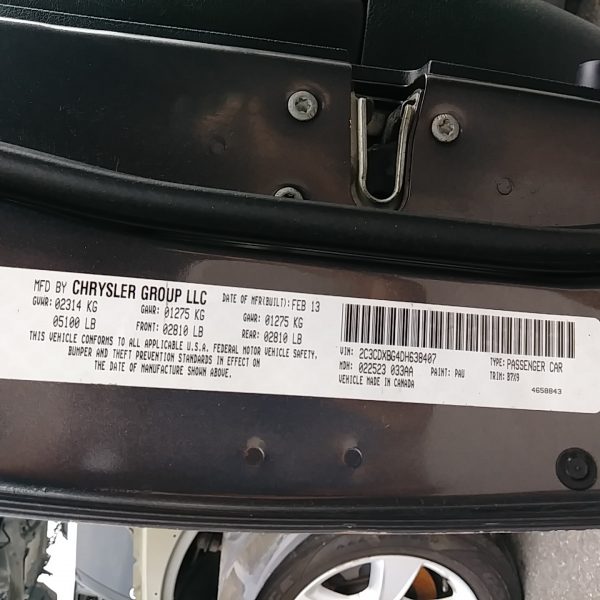 MFD BY CHRYSLER GROUP LLC DATE OF MFR(BUILT): FEB 13
GVWR: 02314 KG GAWR: 01275 KG GAWR: 01275 KG
05100 LB FRONT: 02810 LB REAR: 02810 LB
THIS VEHICLE CONFORMS TO ALL APPLICABLE U.S.A. FEDERAL MOTOR VEHICLE SAFETY,
BUMPER AND THEFT PREVENTION STANDARDS IN EFFECT ON
THE DATE OF MANUFACTURE SHOWN ABOVE.
VIN: 2C3CDXBG4DH638407 TYPE: PASSENGER CAR
MDH: 022523 033AA PAINT: PAU TRIM: B7X9
VEHICLE MADE IN CANADA 4658843